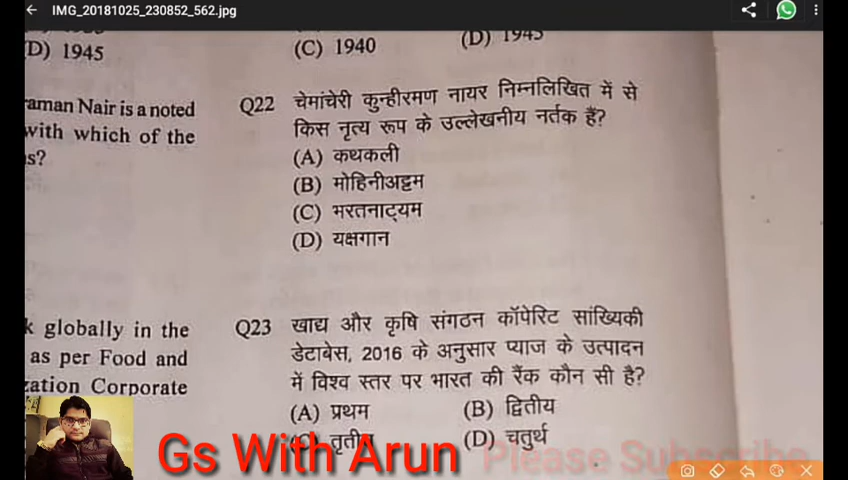 IMG_20181025_230852_562.jpg
D) 1945
(C) 1940
(D) 1945
raman Nair is a noted
with which of the
s?
Q22 चेमांचेरी कुन्हीरमण नायर निम्नलिखित में से
किस नृत्य रूप के उल्लेखनीय नर्तक हैं?
(A) कथकली
(B) मोहिनीअट्टम
(C) भरतनाट्यम
(D) यक्षगान
k globally in the
as per Food and
zation Corporate
Q23 खाद्य और कृषि संगठन कॉपेरिट सांख्यिकी
डेटाबेस, 2016 के अनुसार प्याज के उत्पादन
में विश्व स्तर पर भारत की रैंक कौन सी है?
(A) प्रथम
(B) द्वितीय
(C) तृतीय
(D) चतुर्थ
Gs With Arun
Please Subscribe